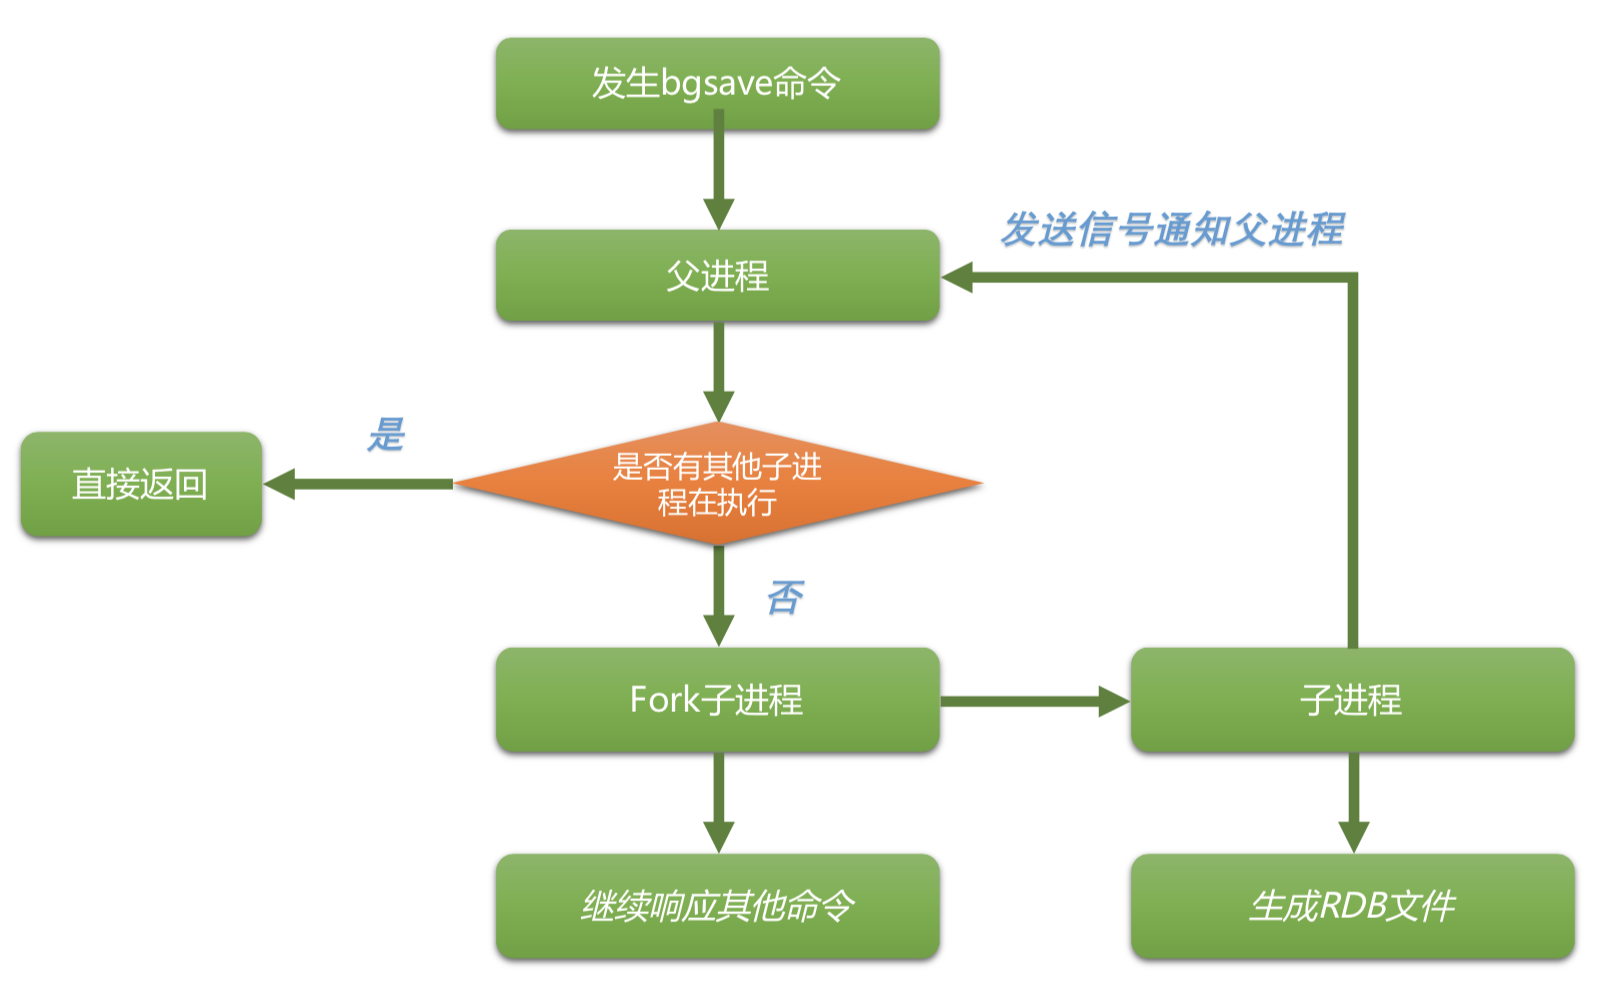 发生bgsave命令
发送信号通知父进程
父进程
是
直接返回
是否有其他子进
程在执行
否
Fork子进程
子进程
继续响应其他命令
生成RDB文件